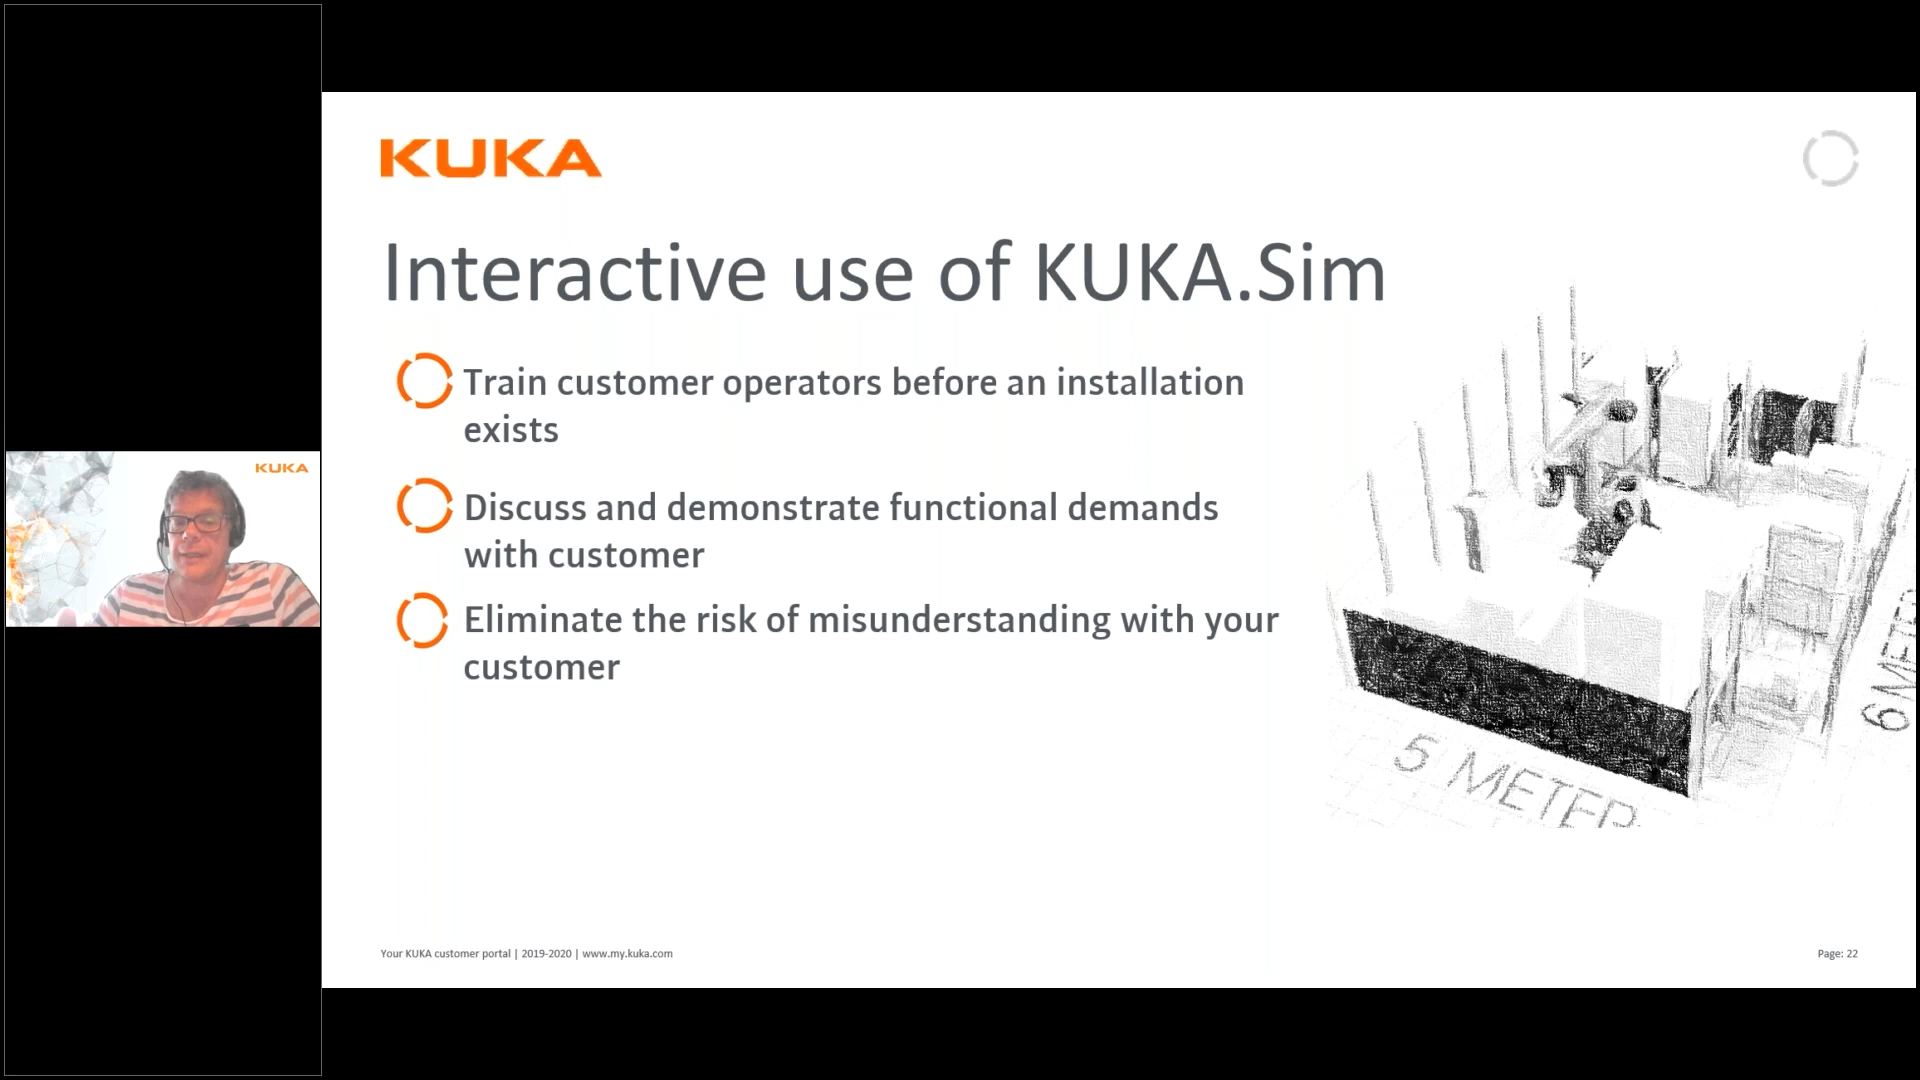 KUKA
Interactive use of KUKA.Sim
Train customer operators before an installation
exists
Discuss and demonstrate functional demands
with customer
Eliminate the risk of misunderstanding with your
customer
5 METER
6 METER
KUKA
Your KUKA customer portal | 2019-2020 | www.my.kuka.com
Page: 22